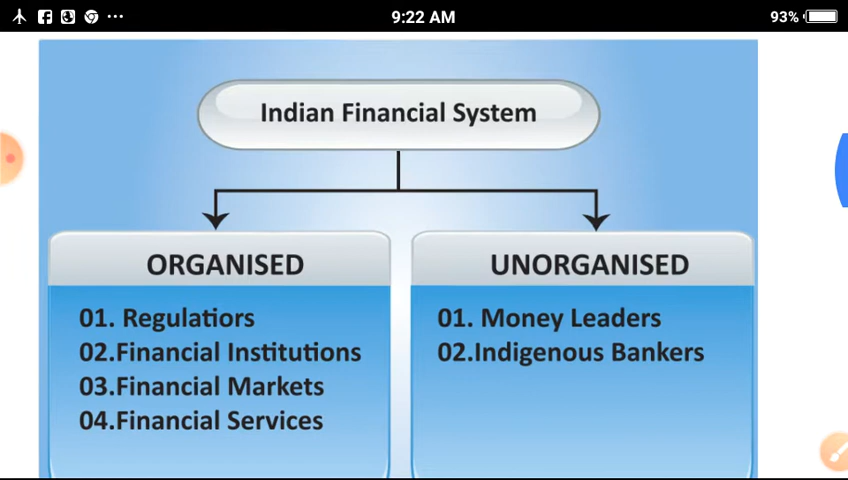 9:22 AM
93%
Indian Financial System
ORGANISED
01. Regulatiors
02.Financial Institutions
03.Financial Markets
04.Financial Services
UNORGANISED
01. Money Leaders
02.Indigenous Bankers